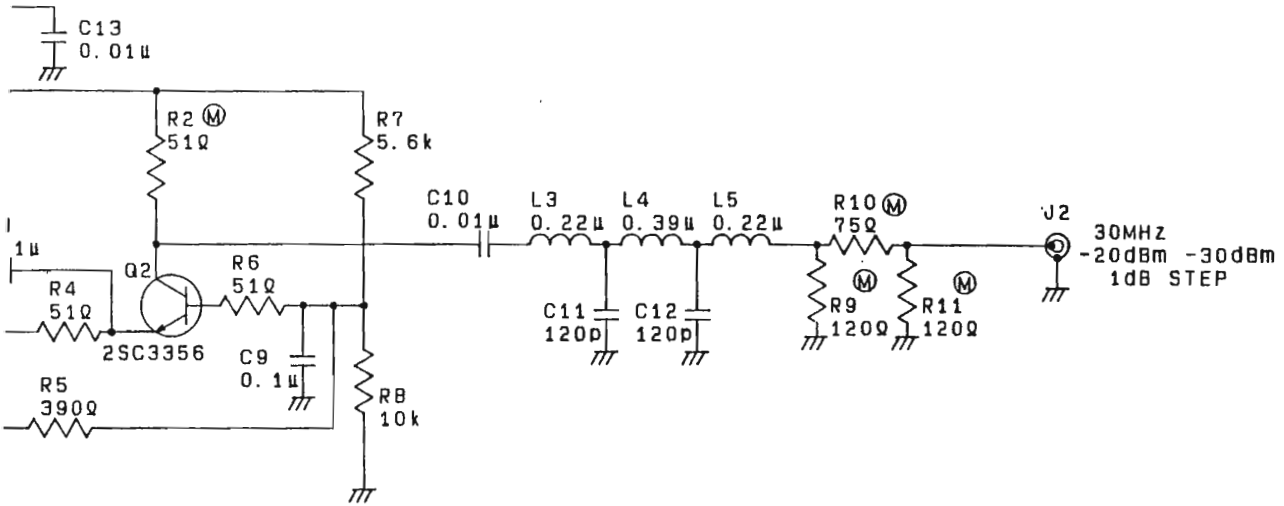 C13
0.01μ
R2 Ⓜ
51Ω
R7
5.6k
C10
0.01μ
L3
0.22μ
L4
0.39μ
L5
0.22μ
R10 Ⓜ
75Ω
J2
30MHz
-20dBm -30dBm
1dB STEP
1μ
Q2
2SC3356
R4
51Ω
R6
51Ω
C9
0.1μ
C11
120p
C12
120p
Ⓜ
R9
120Ω
Ⓜ
R11
120Ω
R5
390Ω
R8
10k